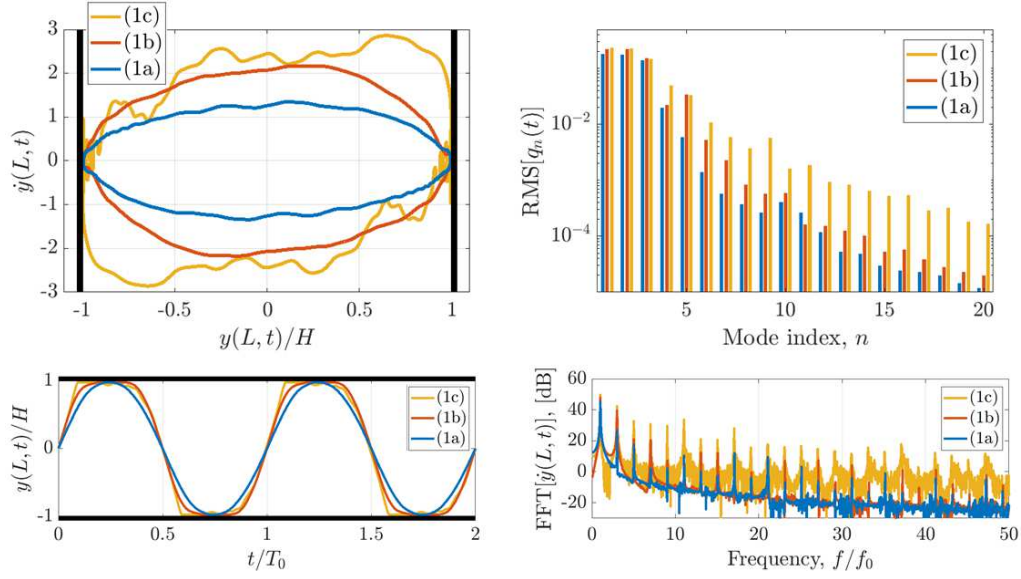 3
2
1
0
-1
-2
-3
-1
-0.5
0
0.5
1
ẏ(L, t)
y(L, t)/H
(1c)
(1b)
(1a)
10⁻²
10⁻⁴
5
10
15
20
RMS[qₙ(t)]
Mode index, n
(1c)
(1b)
(1a)
1
0
-1
0
0.5
1
1.5
2
y(L, t)/H
t/T₀
(1c)
(1b)
(1a)
60
40
20
0
-20
0
10
20
30
40
50
FFT[ẏ(L, t)], [dB]
Frequency, f/f₀
(1c)
(1b)
(1a)